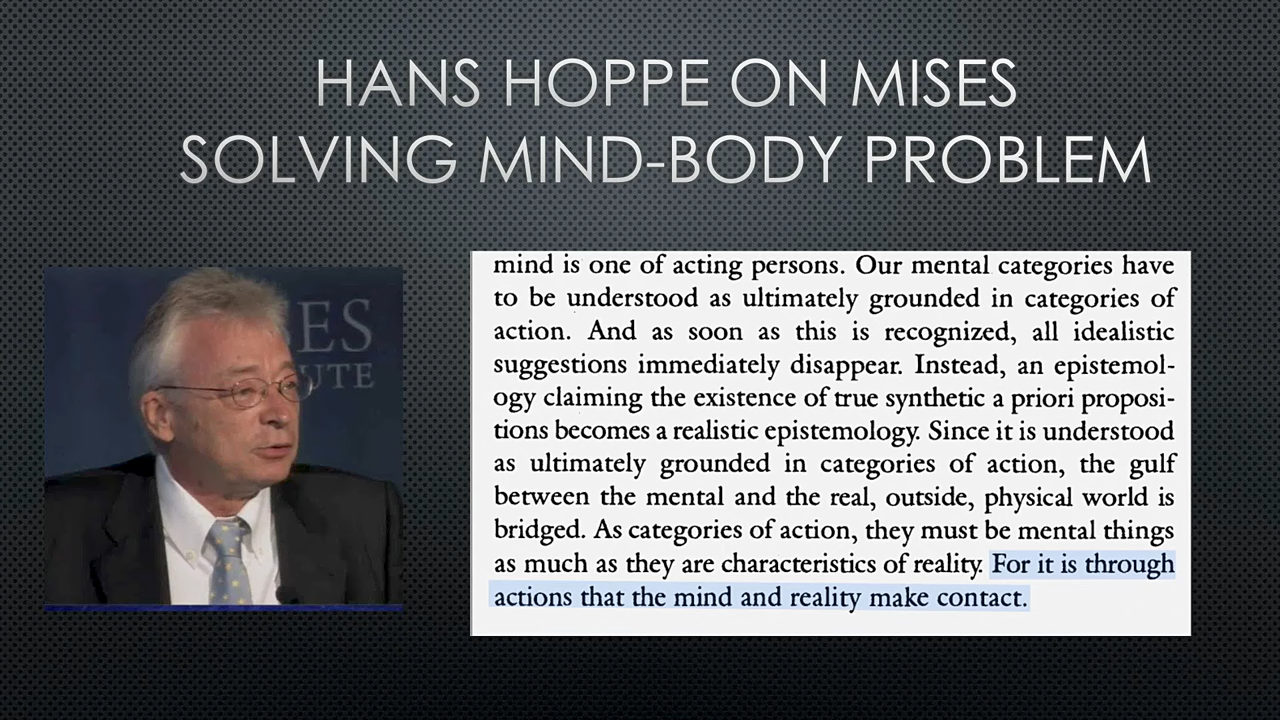 HANS HOPPE ON MISES
SOLVING MIND-BODY PROBLEM
ES
UTE
mind is one of acting persons. Our mental categories have
to be understood as ultimately grounded in categories of
action. And as soon as this is recognized, all idealistic
suggestions immediately disappear. Instead, an epistemol-
ogy claiming the existence of true synthetic a priori proposi-
tions becomes a realistic epistemology. Since it is understood
as ultimately grounded in categories of action, the gulf
between the mental and the real, outside, physical world is
bridged. As categories of action, they must be mental things
as much as they are characteristics of reality. For it is through
actions that the mind and reality make contact.